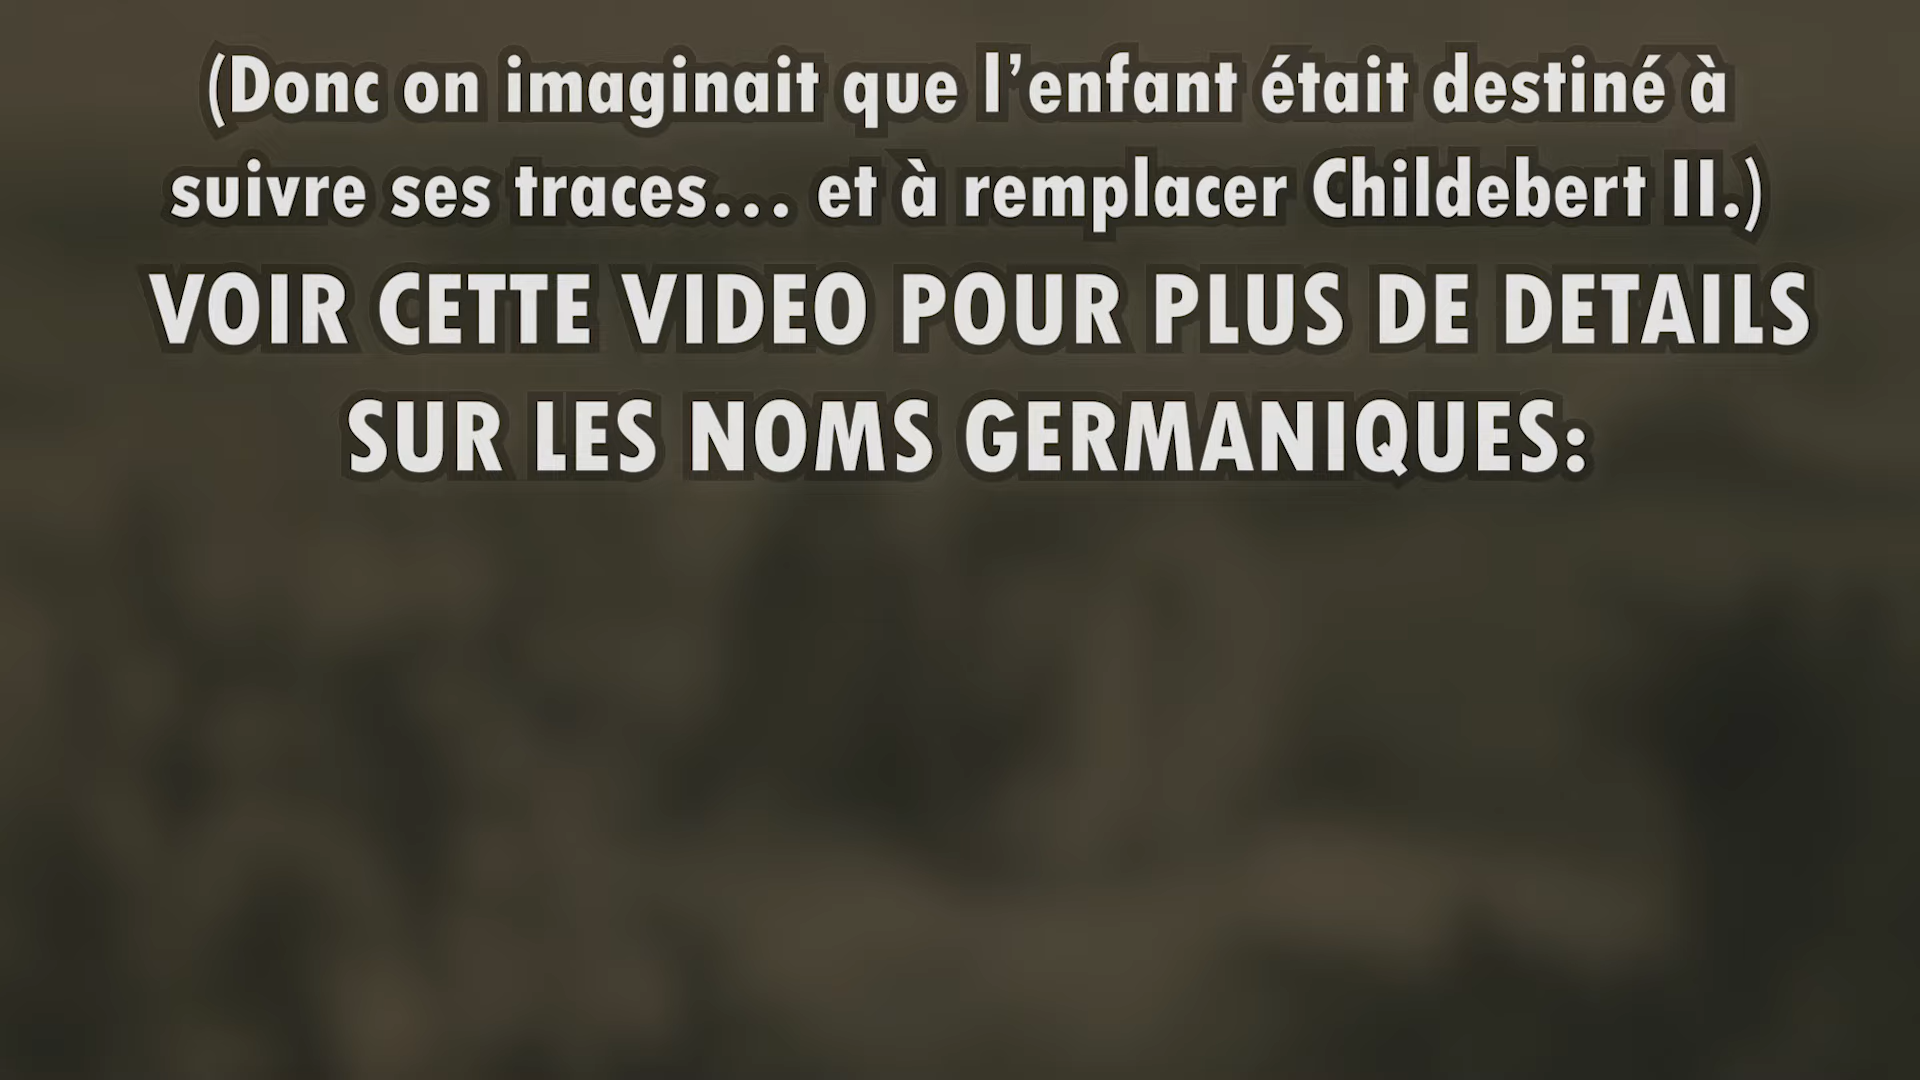 (Donc on imaginait que l’enfant était destiné à
suivre ses traces… et à remplacer Childebert II.)
VOIR CETTE VIDEO POUR PLUS DE DETAILS
SUR LES NOMS GERMANIQUES: